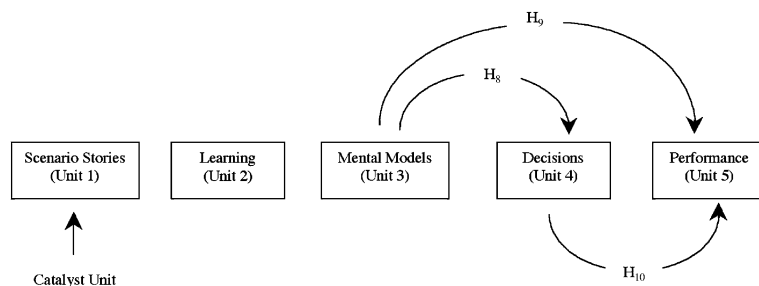 H₉
H₈
Scenario Stories
(Unit 1)
Learning
(Unit 2)
Mental Models
(Unit 3)
Decisions
(Unit 4)
Performance
(Unit 5)
Catalyst Unit
H₁₀